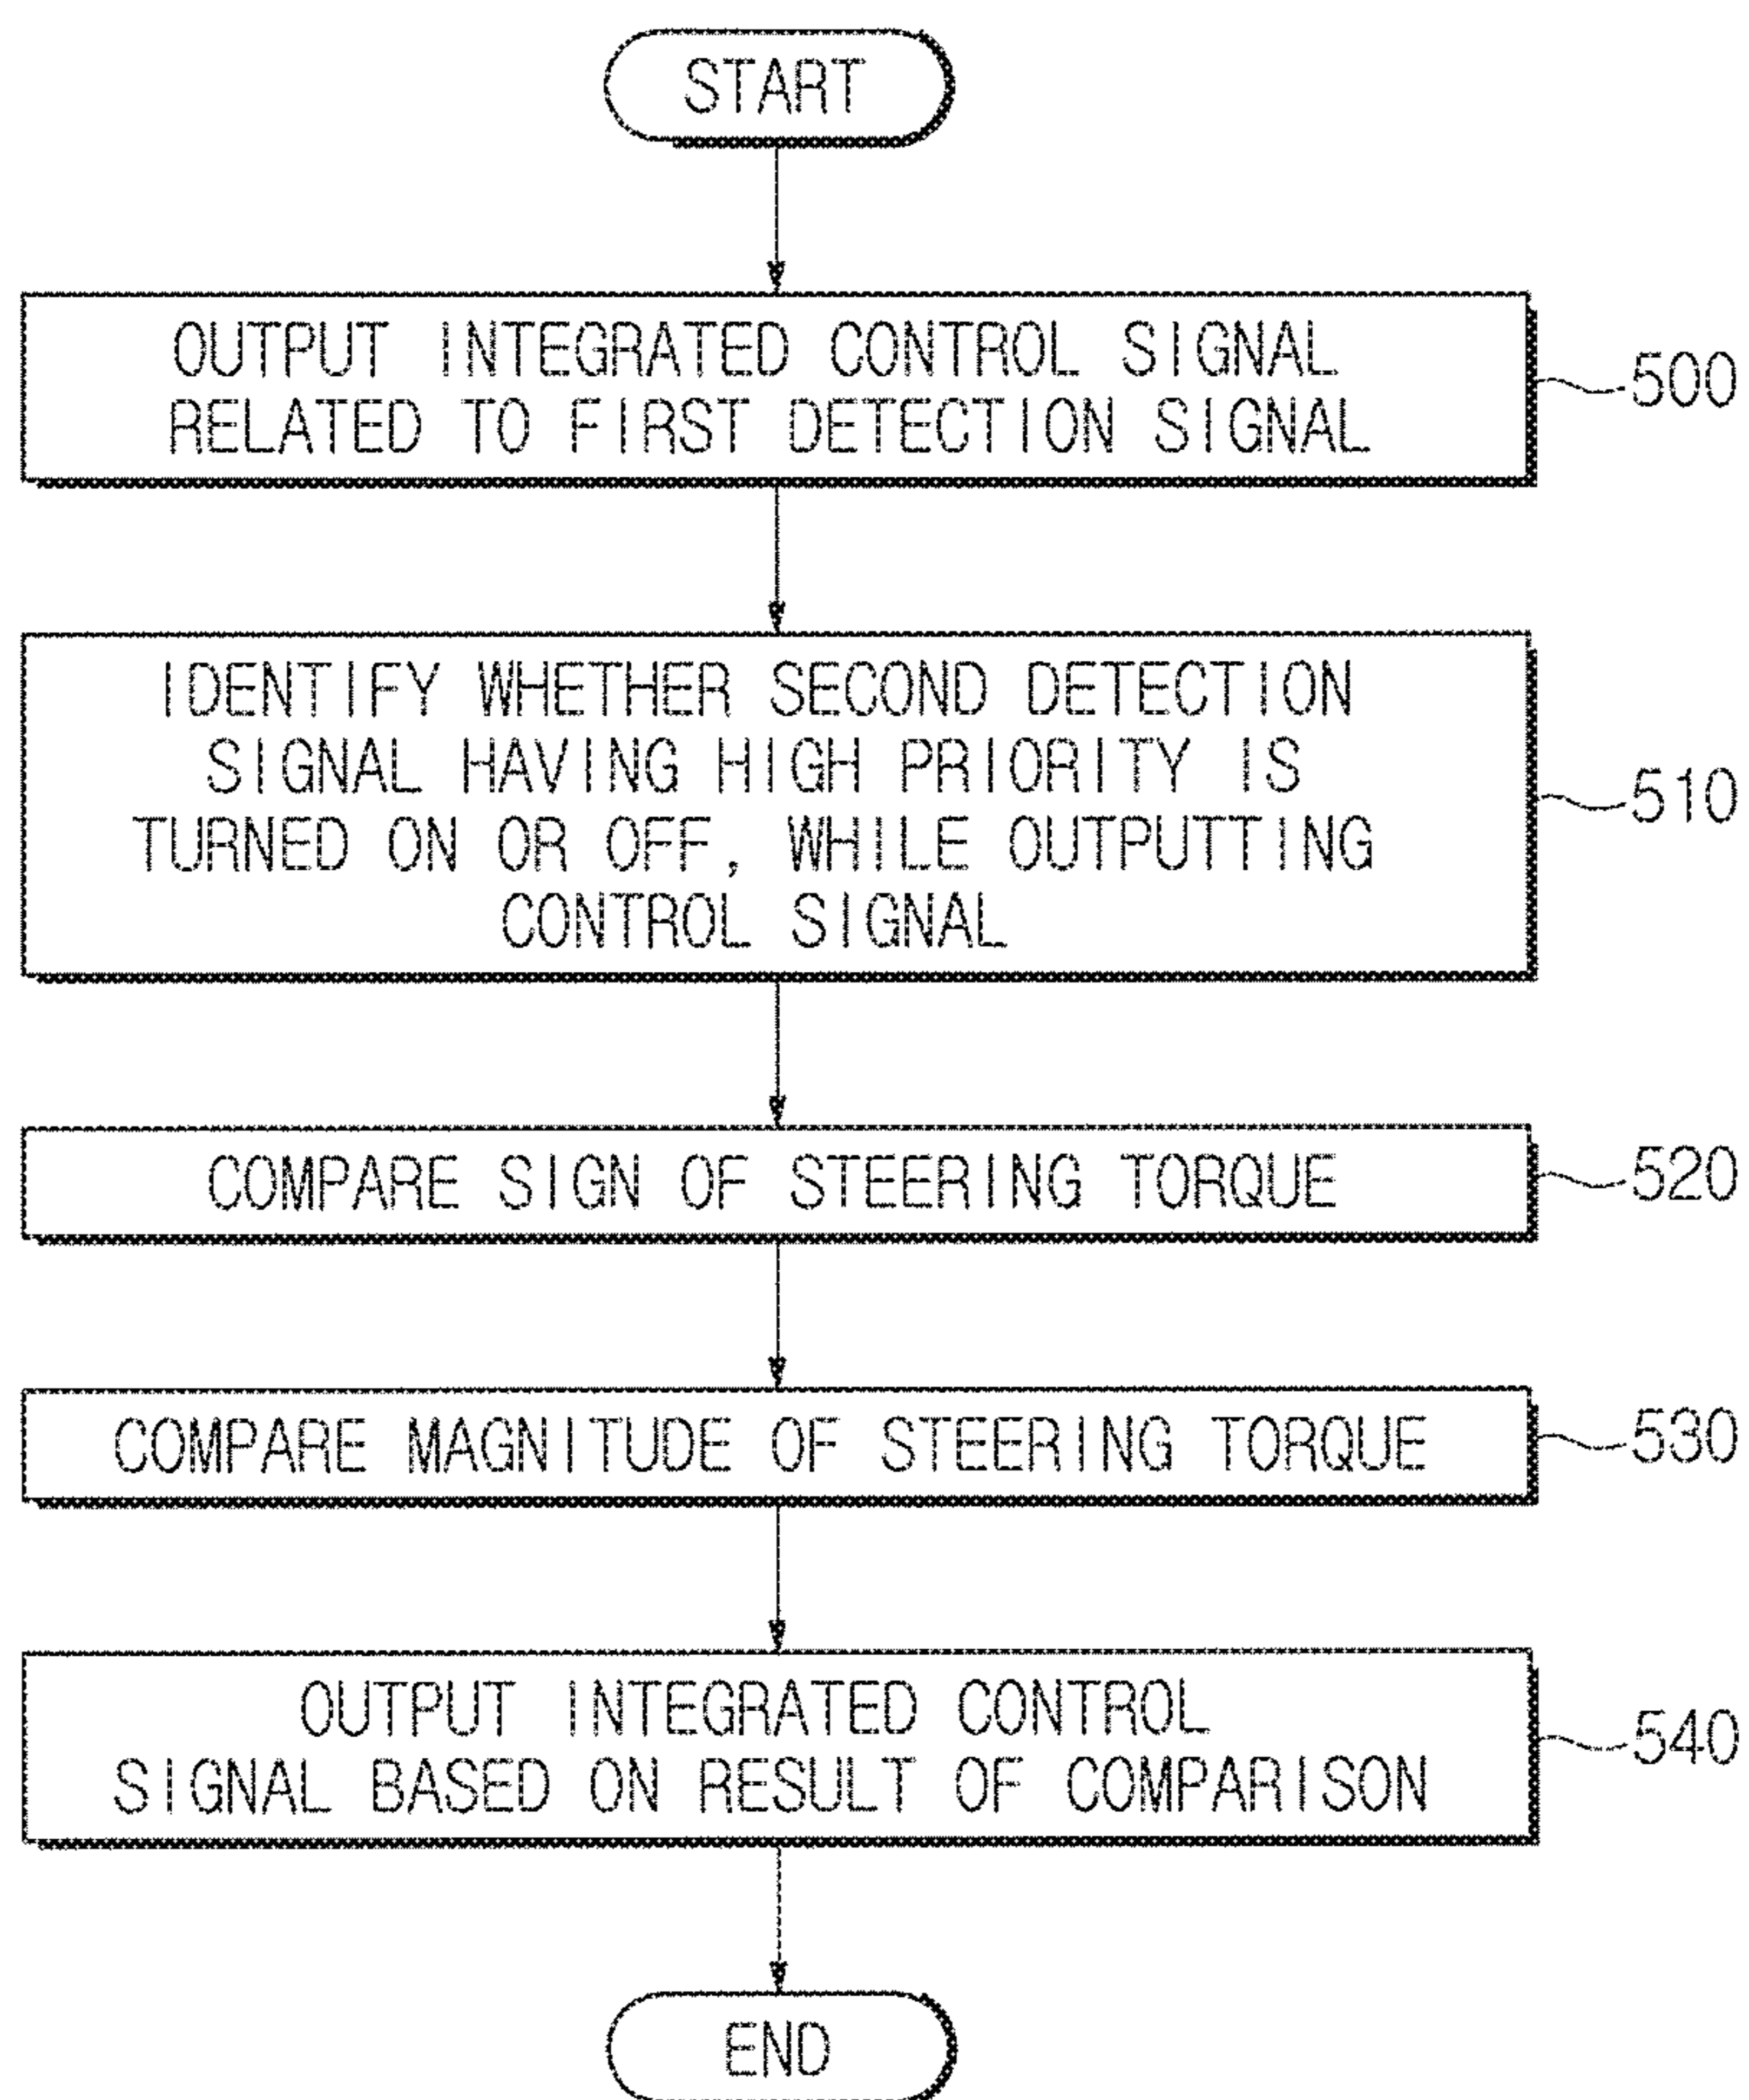 START
OUTPUT INTEGRATED CONTROL SIGNAL
RELATED TO FIRST DETECTION SIGNAL
500
IDENTIFY WHETHER SECOND DETECTION
SIGNAL HAVING HIGH PRIORITY IS
TURNED ON OR OFF, WHILE OUTPUTTING
CONTROL SIGNAL
510
COMPARE SIGN OF STEERING TORQUE
520
COMPARE MAGNITUDE OF STEERING TORQUE
530
OUTPUT INTEGRATED CONTROL
SIGNAL BASED ON RESULT OF COMPARISON
540
END